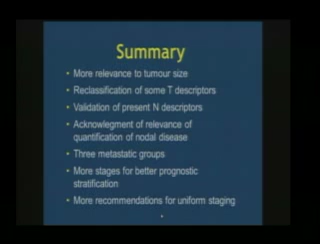 Summary
• More relevance to tumour size
• Reclassification of some T descriptors
• Validation of present N descriptors
• Acknowlegment of relevance of
quantification of nodal disease
• Three metastatic groups
• More stages for better prognostic
stratification
• More recommendations for uniform staging